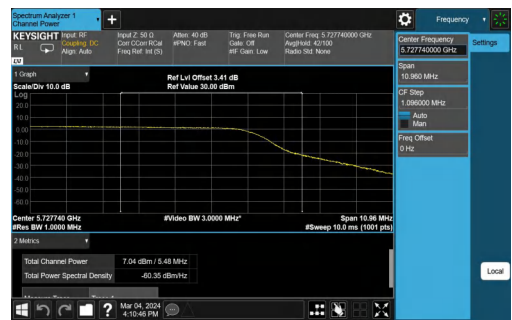 Spectrum Analyzer 1
Channel Power
Frequency
KEYSIGHT
Input: RF
Coupling: DC
Align: Auto
Input Z: 50 Ω
Corr CCorr RCal
Freq Ref: Int (S)
Atten: 40 dB
#PNO: Fast
Trig: Free Run
Gate: Off
#IF Gain: Low
Center Freq: 5.727740000 GHz
Avg|Hold: 42/100
Radio Std: None
R L
LXI
Center Frequency
5.727740000 GHz
Settings
Span
10.960 MHz
CF Step
1.096000 MHz
Auto
Man
Freq Offset
0 Hz
1 Graph
Scale/Div 10.0 dB
Ref Lvl Offset 3.41 dB
Ref Value 30.00 dBm
Log
20.0
10.0
0.00
-10.0
-20.0
-30.0
-40.0
-50.0
-60.0
Center 5.727740 GHz
#Res BW 1.0000 MHz
#Video BW 3.0000 MHz*
Span 10.96 MHz
#Sweep 10.0 ms (1001 pts)
2 Metrics
Total Channel Power 7.04 dBm / 5.48 MHz
Total Power Spectral Density -60.35 dBm/Hz
Local
?
Mar 04, 2024
4:10:46 PM